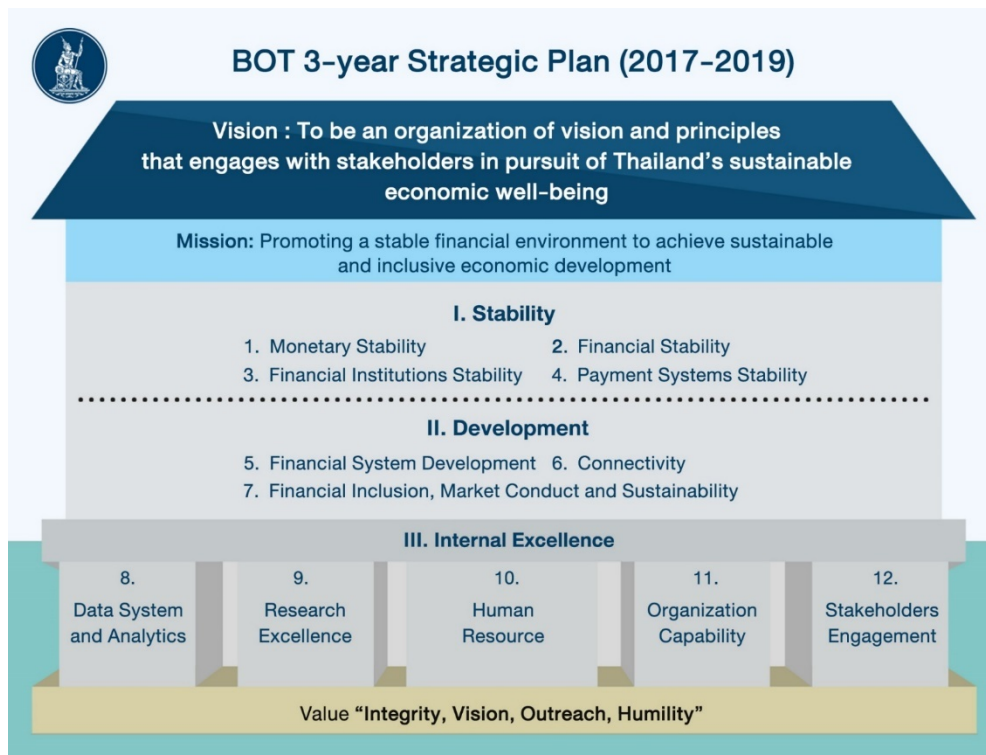 BOT 3-year Strategic Plan (2017-2019)
Vision : To be an organization of vision and principles
that engages with stakeholders in pursuit of Thailand's sustainable
economic well-being
Mission: Promoting a stable financial environment to achieve sustainable
and inclusive economic development
I. Stability
1. Monetary Stability 2. Financial Stability
3. Financial Institutions Stability 4. Payment Systems Stability
II. Development
5. Financial System Development 6. Connectivity
7. Financial Inclusion, Market Conduct and Sustainability
III. Internal Excellence
8.
Data System
and Analytics
9.
Research
Excellence
10.
Human
Resource
11.
Organization
Capability
12.
Stakeholders
Engagement
Value "Integrity, Vision, Outreach, Humility"